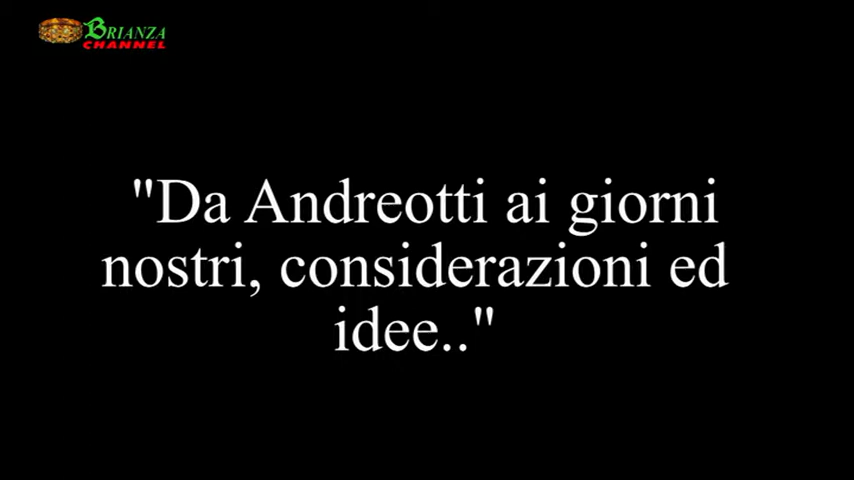 BRIANZA
CHANNEL
"Da Andreotti ai giorni
nostri, considerazioni ed
idee.."